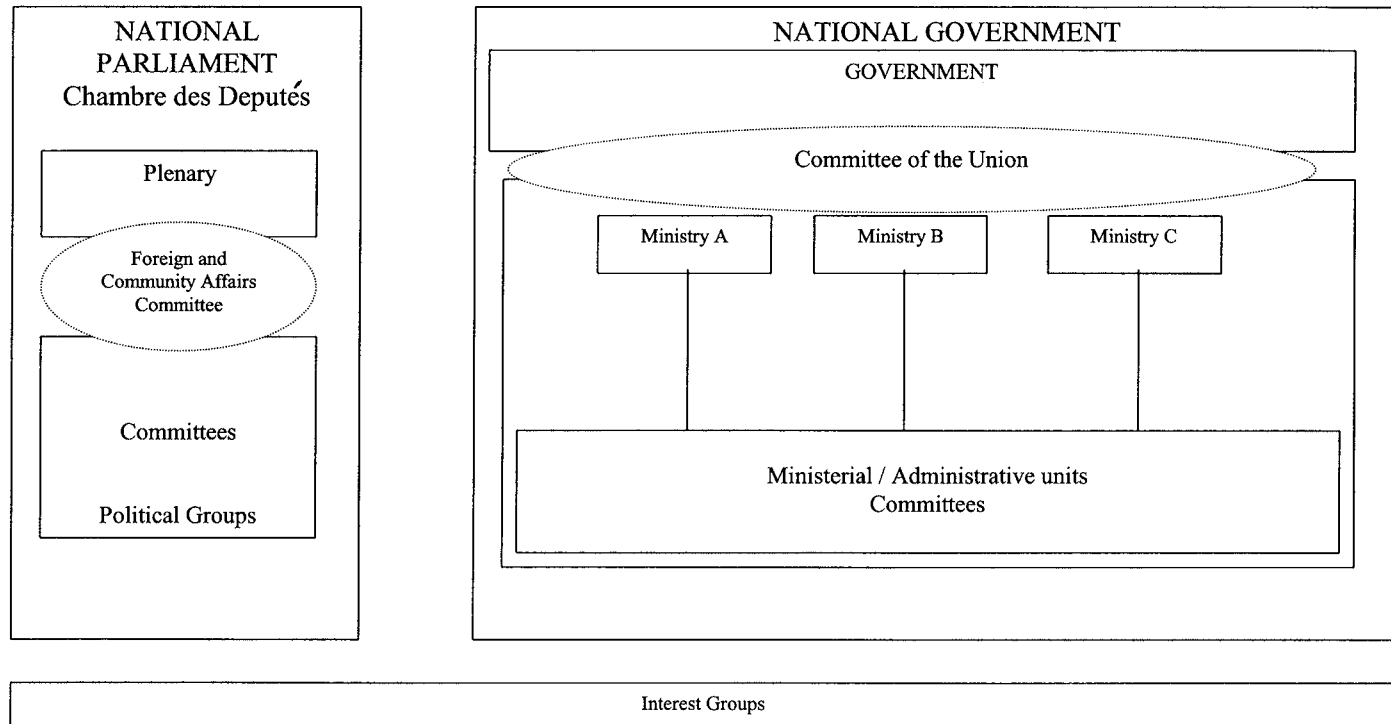 NATIONAL
PARLIAMENT
Chambre des Deputés
Plenary
Foreign and
Community Affairs
Committee
Committees
Political Groups
NATIONAL GOVERNMENT
GOVERNMENT
Committee of the Union
Ministry A
Ministry B
Ministry C
Ministerial / Administrative units
Committees
Interest Groups